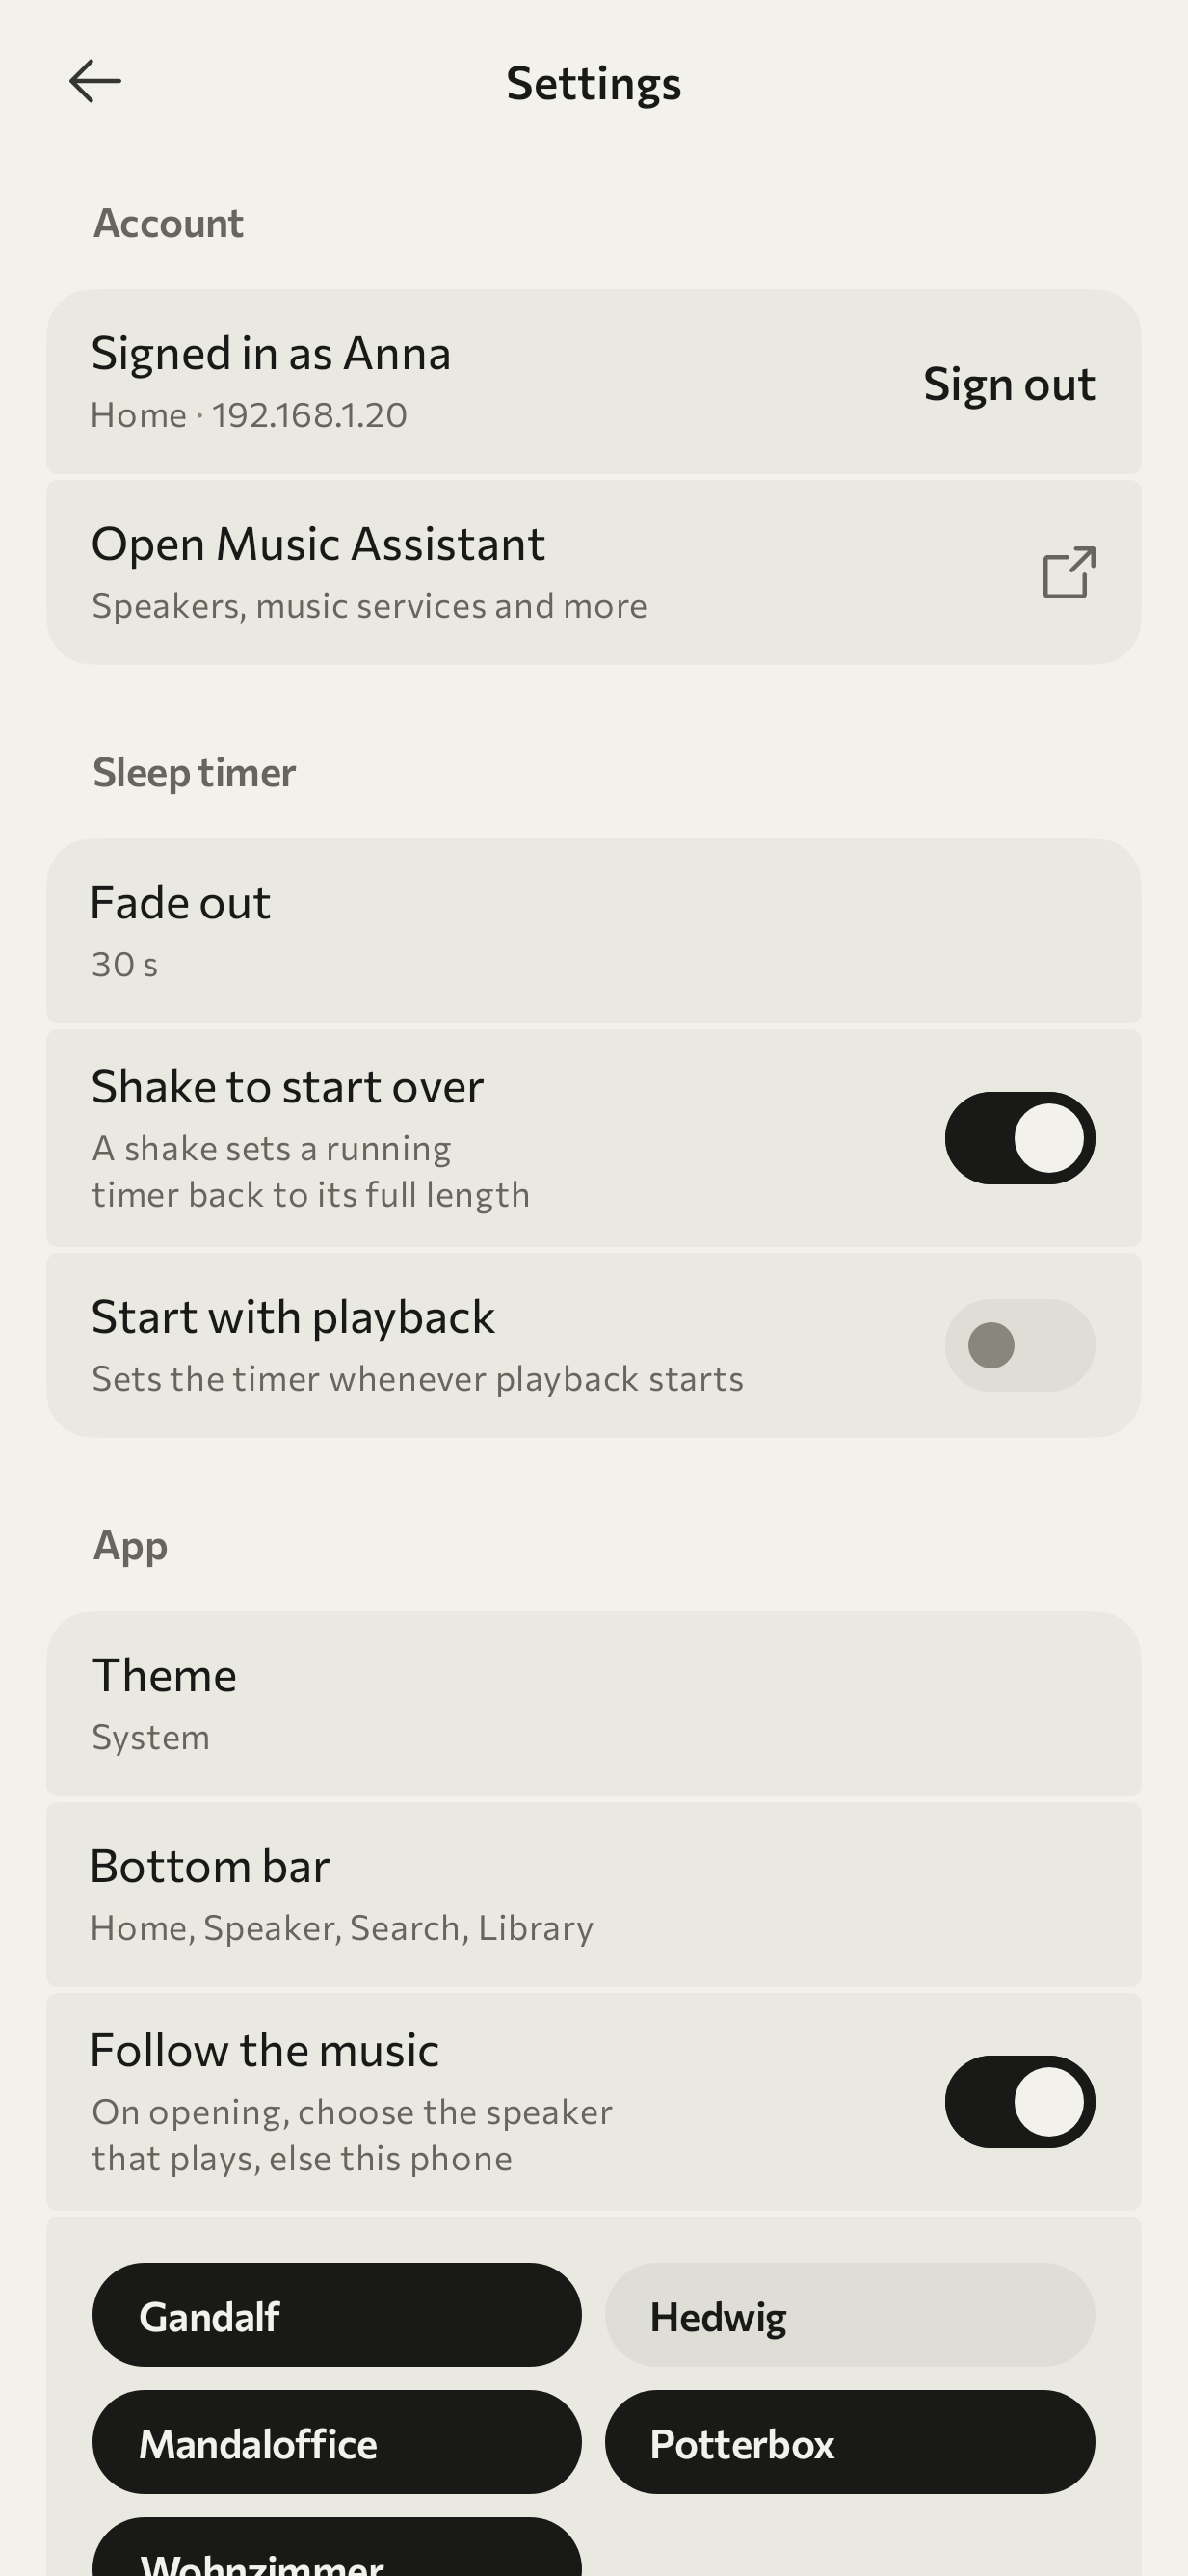 Settings
Account
Signed in as Anna
Home · 192.168.1.20
Sign out
Open Music Assistant
Speakers, music services and more
Sleep timer
Fade out
30 s
Shake to start over
A shake sets a running
timer back to its full length
Start with playback
Sets the timer whenever playback starts
App
Theme
System
Bottom bar
Home, Speaker, Search, Library
Follow the music
On opening, choose the speaker
that plays, else this phone
Gandalf
Hedwig
Mandaloffice
Potterbox
Wohnzimmer